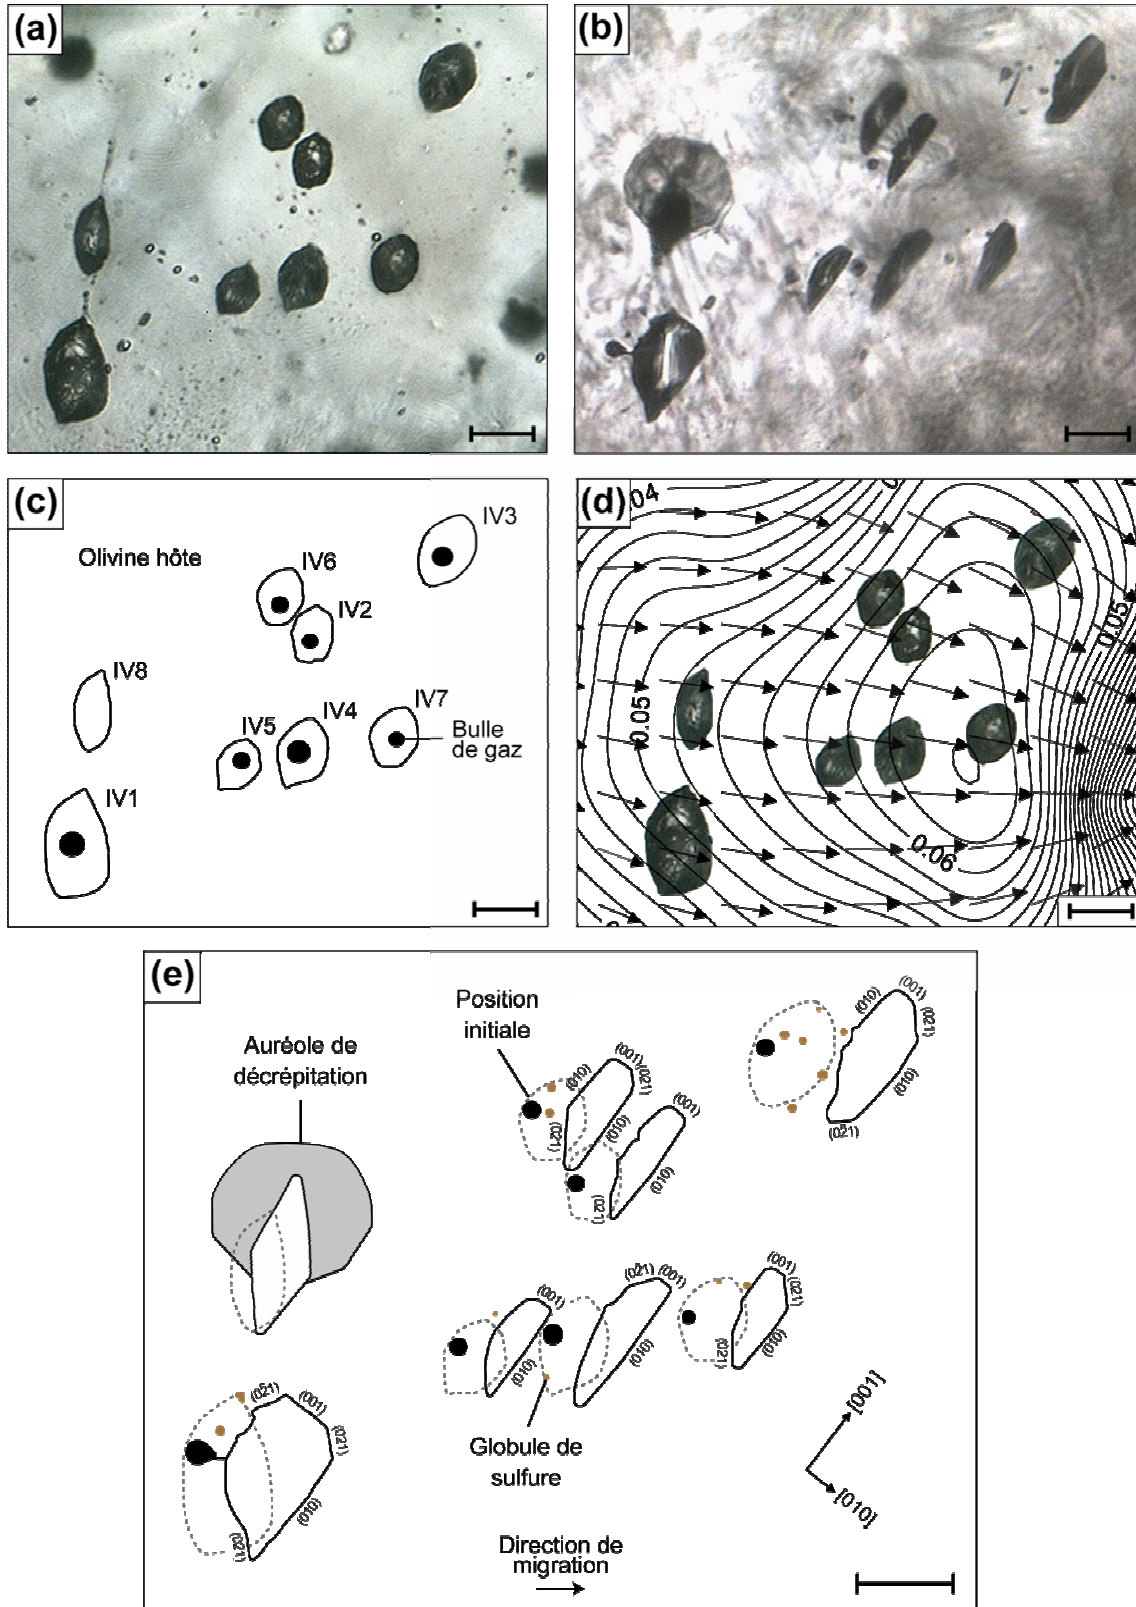 (a)
(b)
(c)
IV3
Olivine hôte
IV6
IV2
IV8
IV5
IV4
IV7
Bulle
de gaz
IV1
(d)
0.05
0.05
0.06
(e)
Position
initiale
Auréole de
décrépitation
(010)
(001)
(021)
(010)
(021)
(010)
(001)
(021)
(010)
(021)
(001)
(010)
(021)
(001)
(010)
(021)
(001)
(010)
(001)
(021)
(010)
(021)
(021)
(001)
(021)
(010)
(021)
Globule de
sulfure
[001]
[010]
Direction de
migration